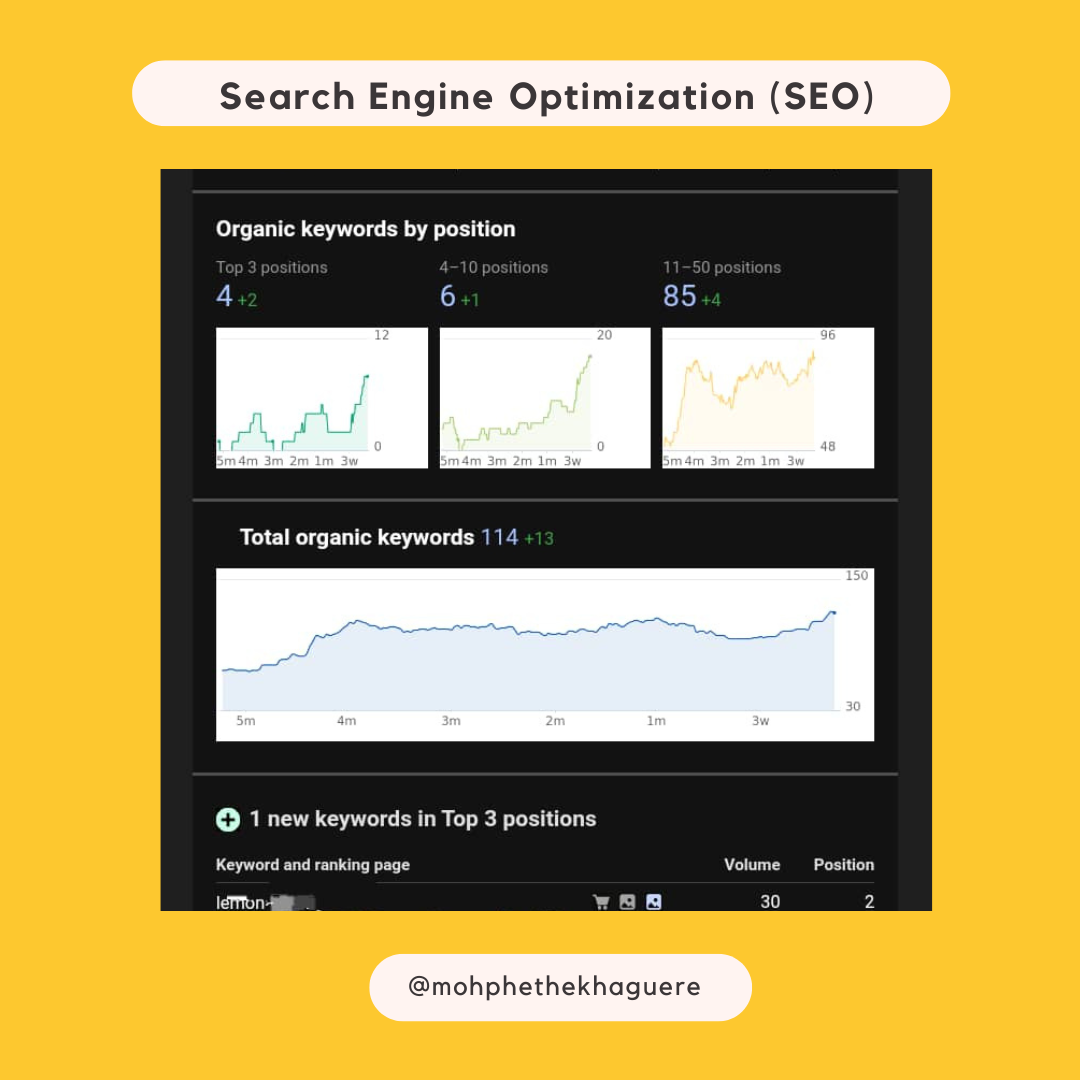 Search Engine Optimization (SEO)
Organic keywords by position
Top 3 positions 4–10 positions 11–50 positions
4 +2 6 +1 85 +4
12 20 96
0 0 48
5m 4m 3m 2m 1m 3w 5m 4m 3m 2m 1m 3w 5m 4m 3m 2m 1m 3w
Total organic keywords 114 +13
150
30
5m 4m 3m 2m 1m 3w
1 new keywords in Top 3 positions
Keyword and ranking page Volume Position
lemon- 30 2
@mohphethekhaguere